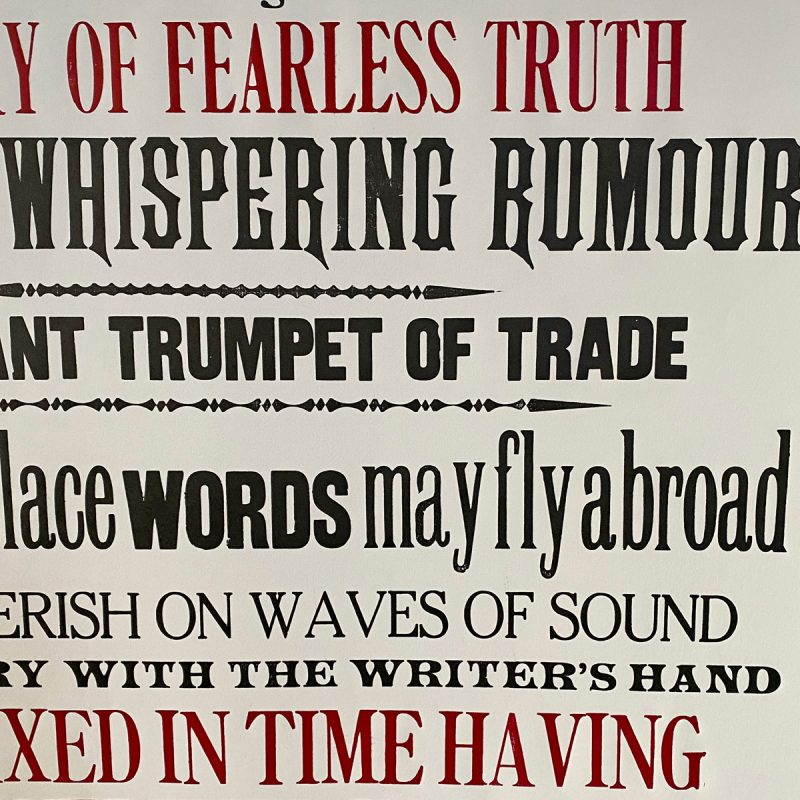 Y OF FEARLESS TRUTH
WHISPERING RUMOUR
ANT TRUMPET OF TRADE
lace WORDS may fly abroad
ERISH ON WAVES OF SOUND
RY WITH THE WRITER'S HAND
IXED IN TIME HAVING